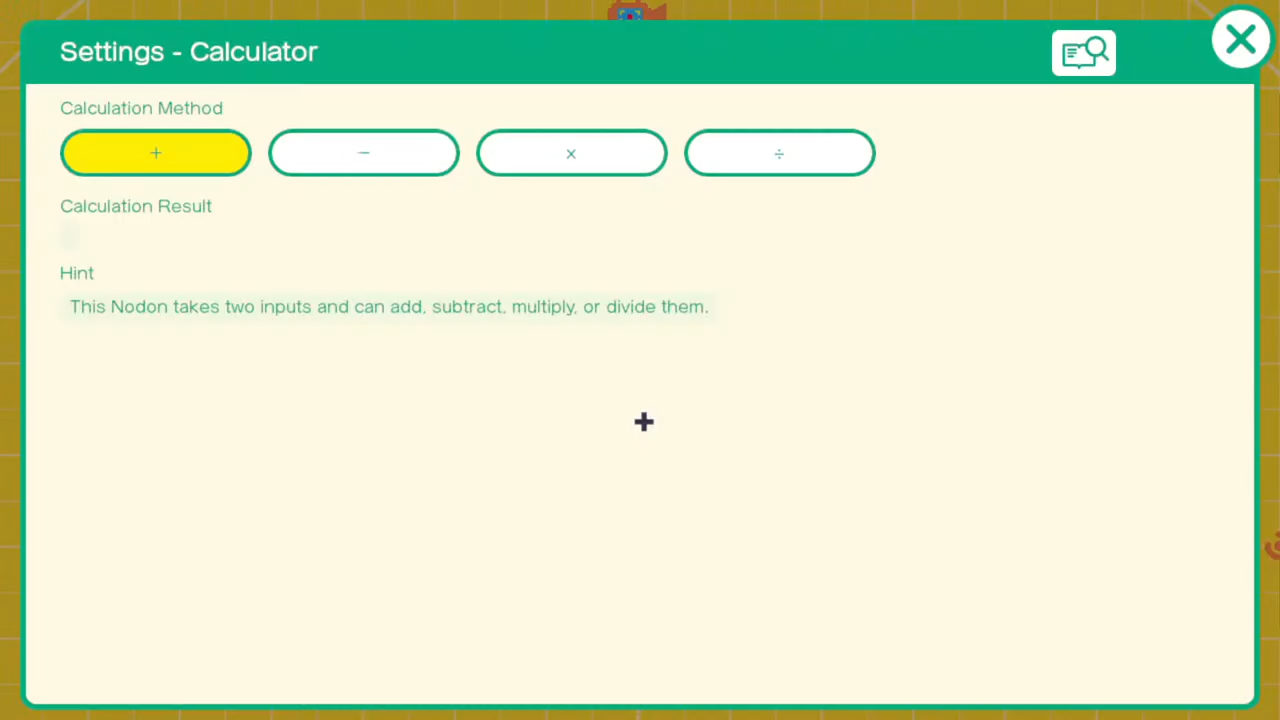 Settings - Calculator
Calculation Method
+ − × ÷
Calculation Result
Hint
This Nodon takes two inputs and can add, subtract, multiply, or divide them.